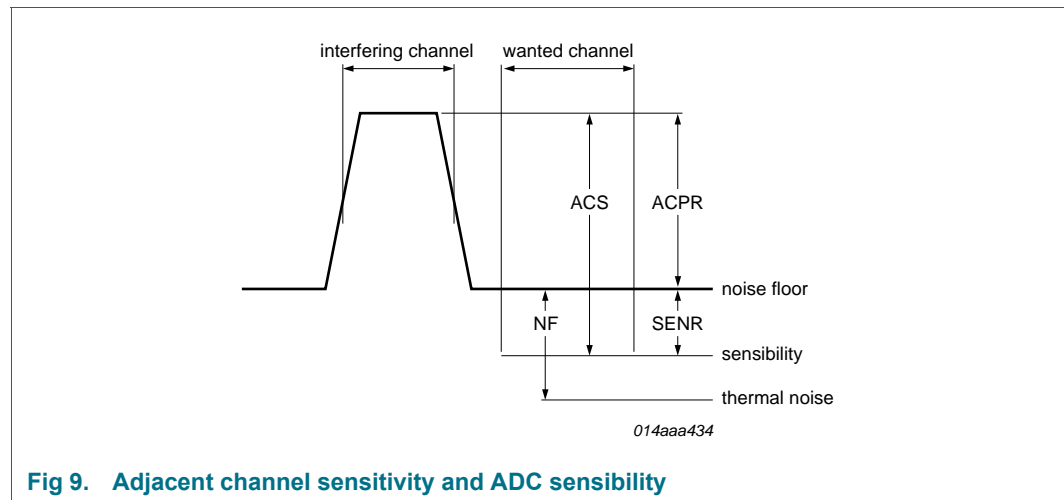 interfering channel
wanted channel
ACS
ACPR
noise floor
NF
SENR
sensibility
thermal noise
014aaa434
Fig 9. Adjacent channel sensitivity and ADC sensibility